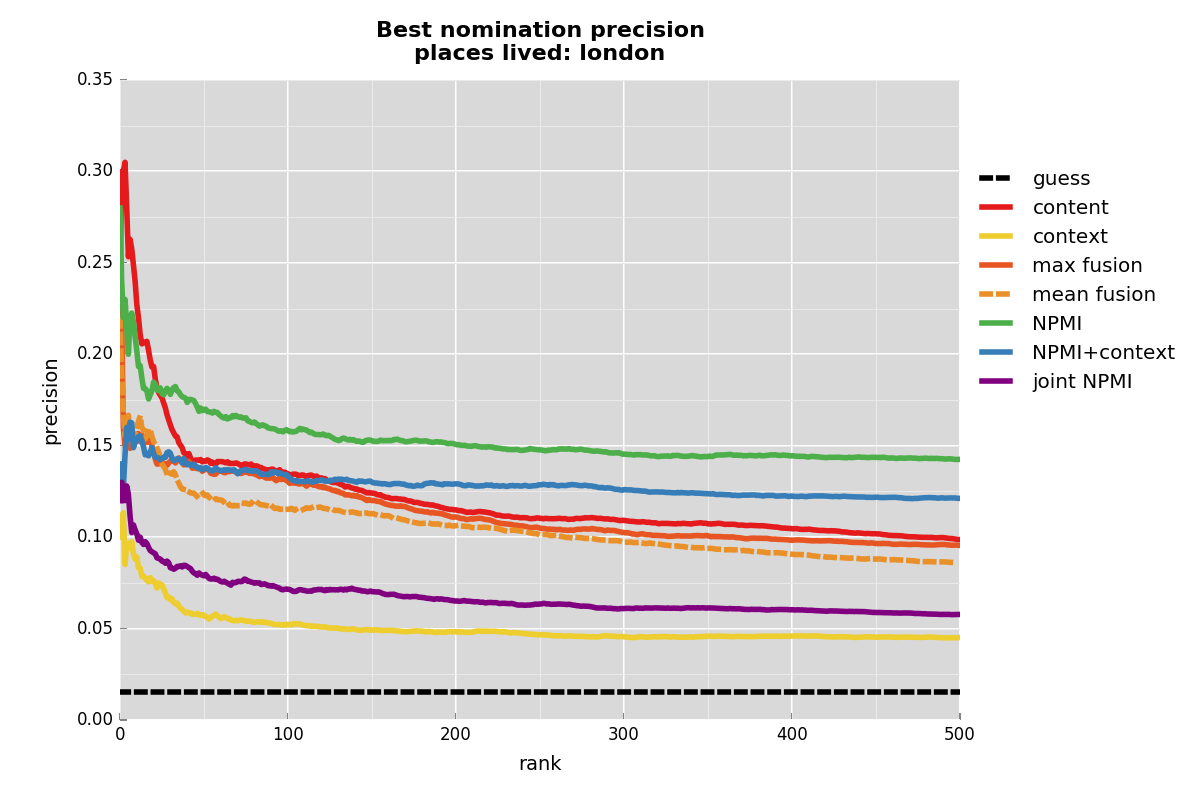 Best nomination precision
places lived: london
0.35
0.30
0.25
0.20
0.15
0.10
0.05
0.00
precision
0 100 200 300 400 500
rank
guess
content
context
max fusion
mean fusion
NPMI
NPMI+context
joint NPMI